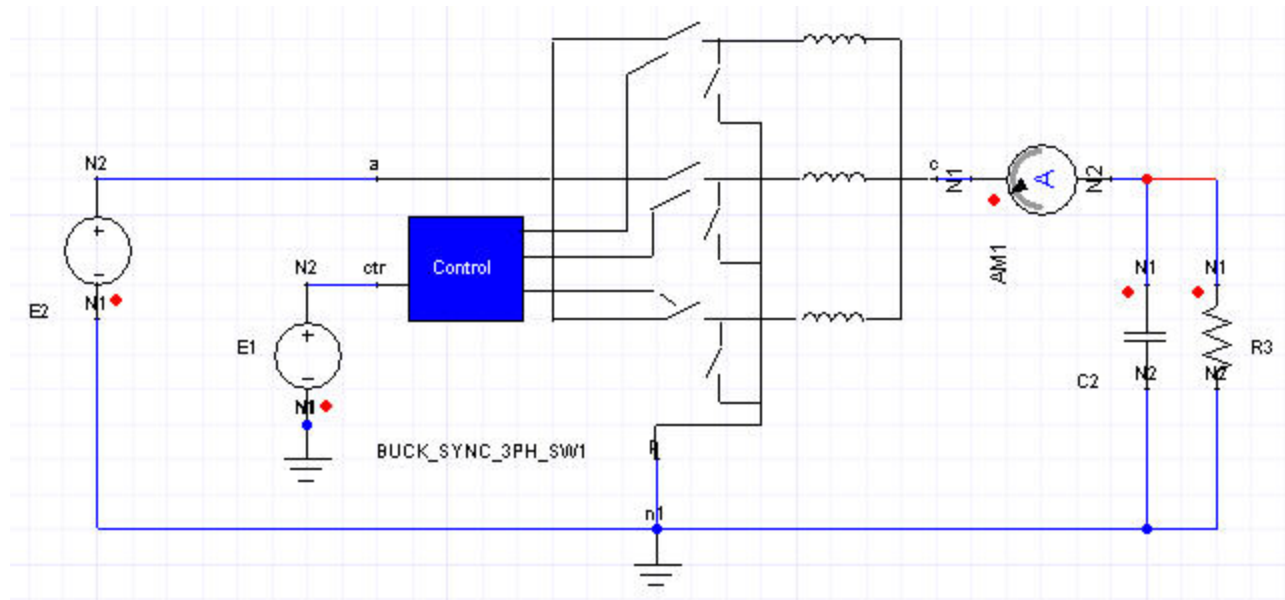 N2
a
c
N1
A
N2
AM1
N1
E2
N2
ctr
Control
E1
N1
BUCK_SYNC_3PH_SW1
n1
N1
N1
C2
N2
N2
R3